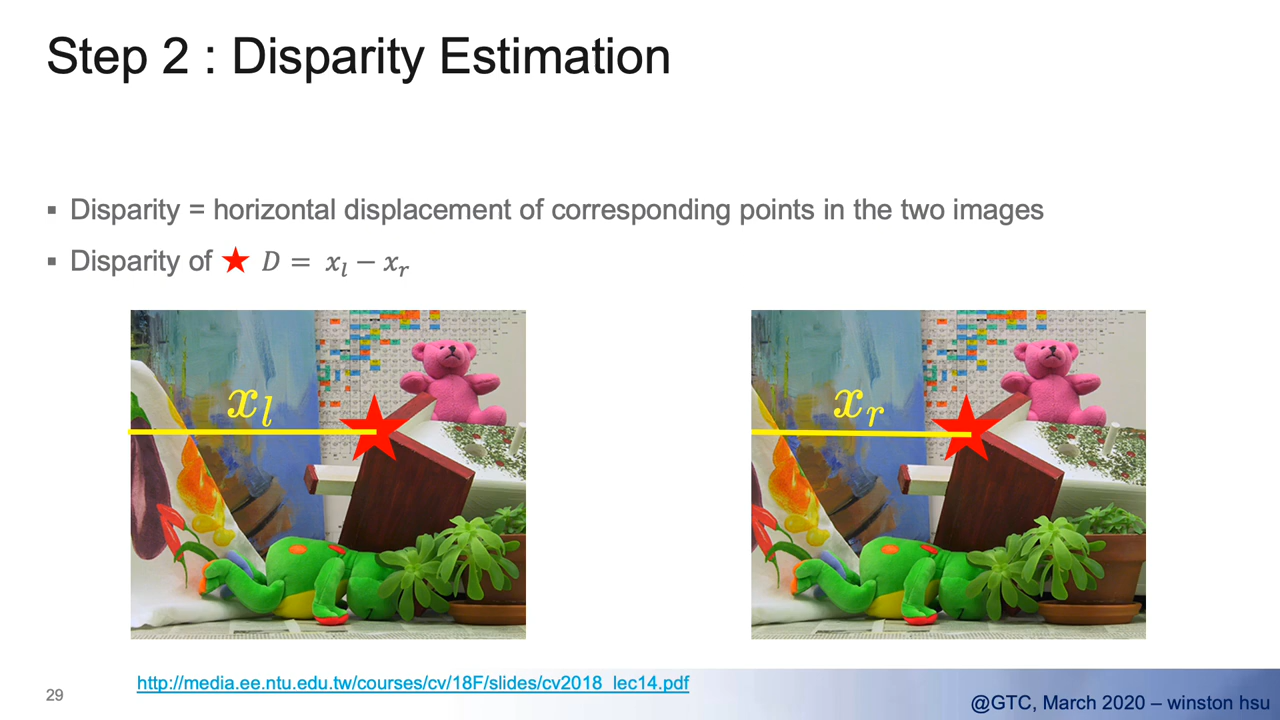 Step 2 : Disparity Estimation
▪ Disparity = horizontal displacement of corresponding points in the two images
▪ Disparity of ★ D = x_l − x_r
x_l
x_r
29
http://media.ee.ntu.edu.tw/courses/cv/18F/slides/cv2018_lec14.pdf
@GTC, March 2020 – winston hsu